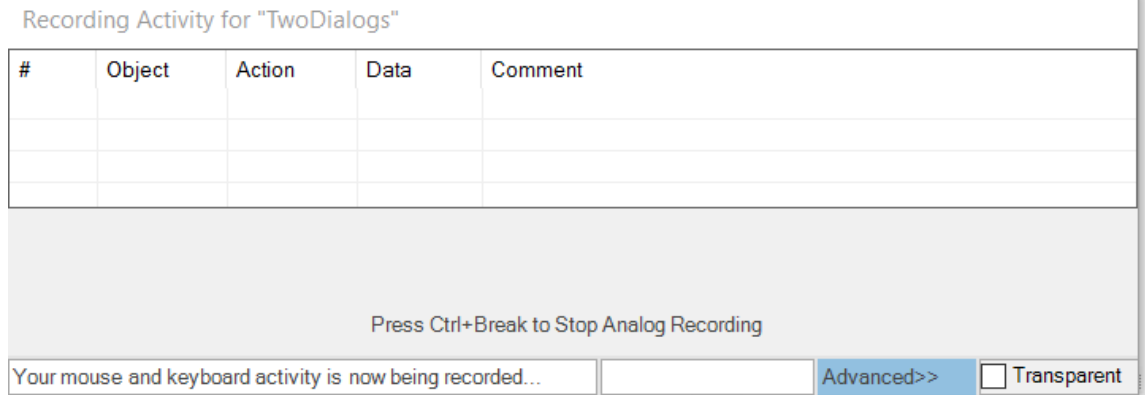 Recording Activity for "TwoDialogs"
# Object Action Data Comment
Press Ctrl+Break to Stop Analog Recording
Your mouse and keyboard activity is now being recorded... Advanced>> Transparent